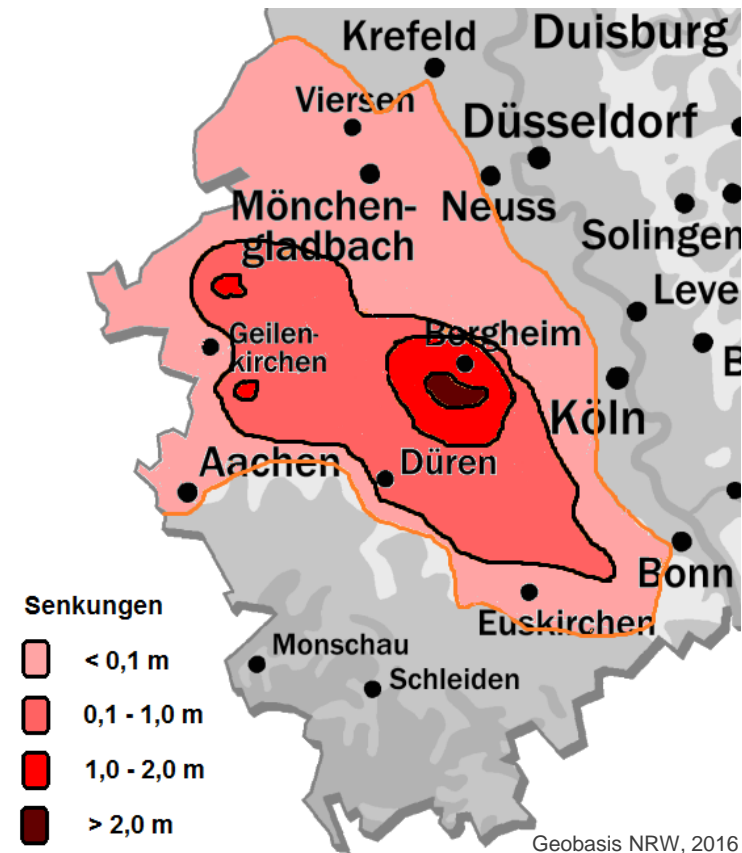 Krefeld
Duisburg
Viersen
Düsseldorf
Mönchen-
gladbach
Neuss
Solingen
Leve
Geilen-
kirchen
Bergheim
B
Köln
Aachen
Düren
Bonn
Euskirchen
Monschau
Schleiden
Senkungen
< 0,1 m
0,1 - 1,0 m
1,0 - 2,0 m
> 2,0 m
Geobasis NRW, 2016